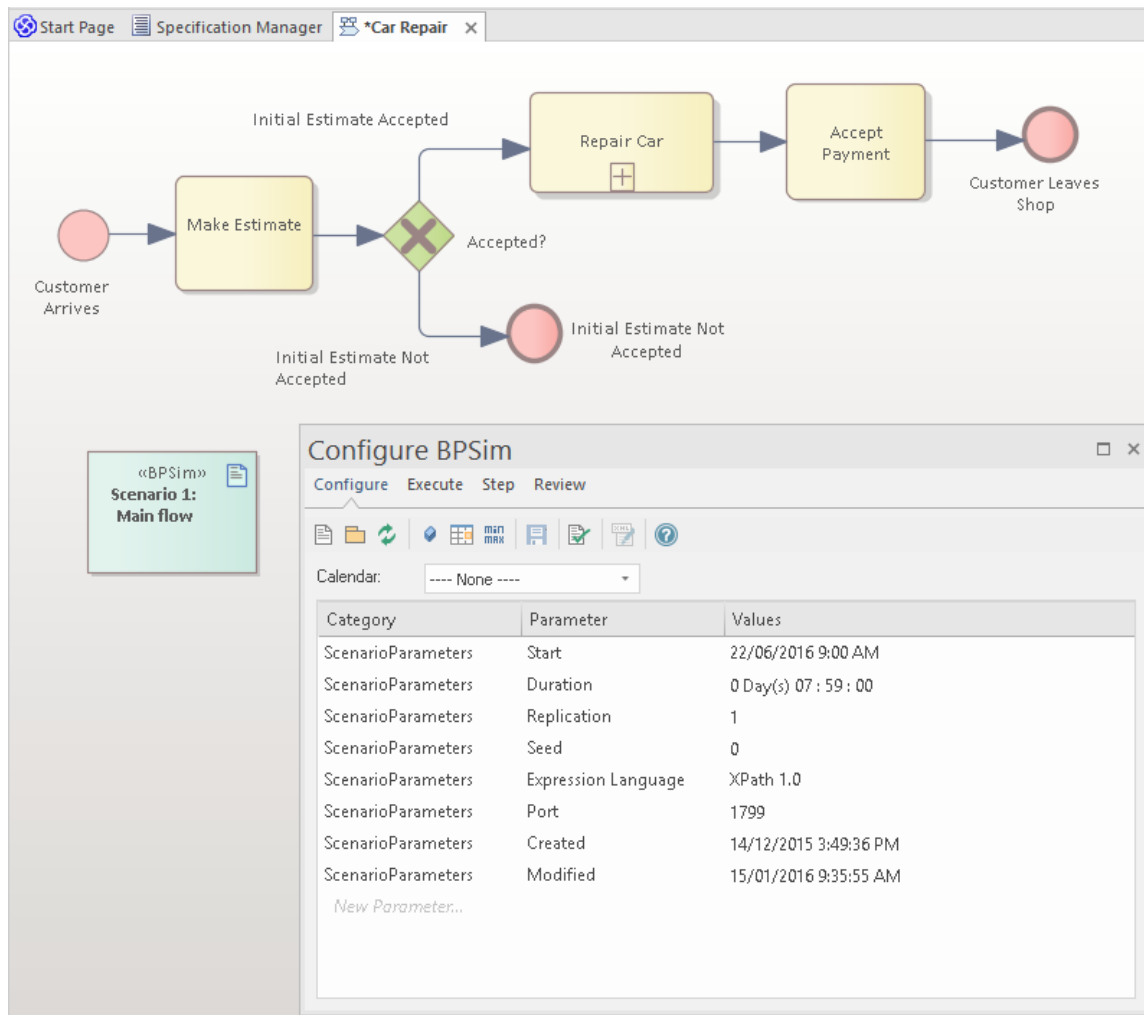 Start Page
Specification Manager
*Car Repair
Initial Estimate Accepted
Repair Car
Accept
Payment
Customer Leaves
Shop
Make Estimate
Accepted?
Customer
Arrives
Initial Estimate Not
Accepted
Initial Estimate Not
Accepted
«BPSim»
Scenario 1:
Main flow
Configure BPSim
Configure Execute Step Review
min
max
XML
Calendar: ---- None ----
Category Parameter Values
ScenarioParameters Start 22/06/2016 9:00 AM
ScenarioParameters Duration 0 Day(s) 07 : 59 : 00
ScenarioParameters Replication 1
ScenarioParameters Seed 0
ScenarioParameters Expression Language XPath 1.0
ScenarioParameters Port 1799
ScenarioParameters Created 14/12/2015 3:49:36 PM
ScenarioParameters Modified 15/01/2016 9:35:55 AM
New Parameter...